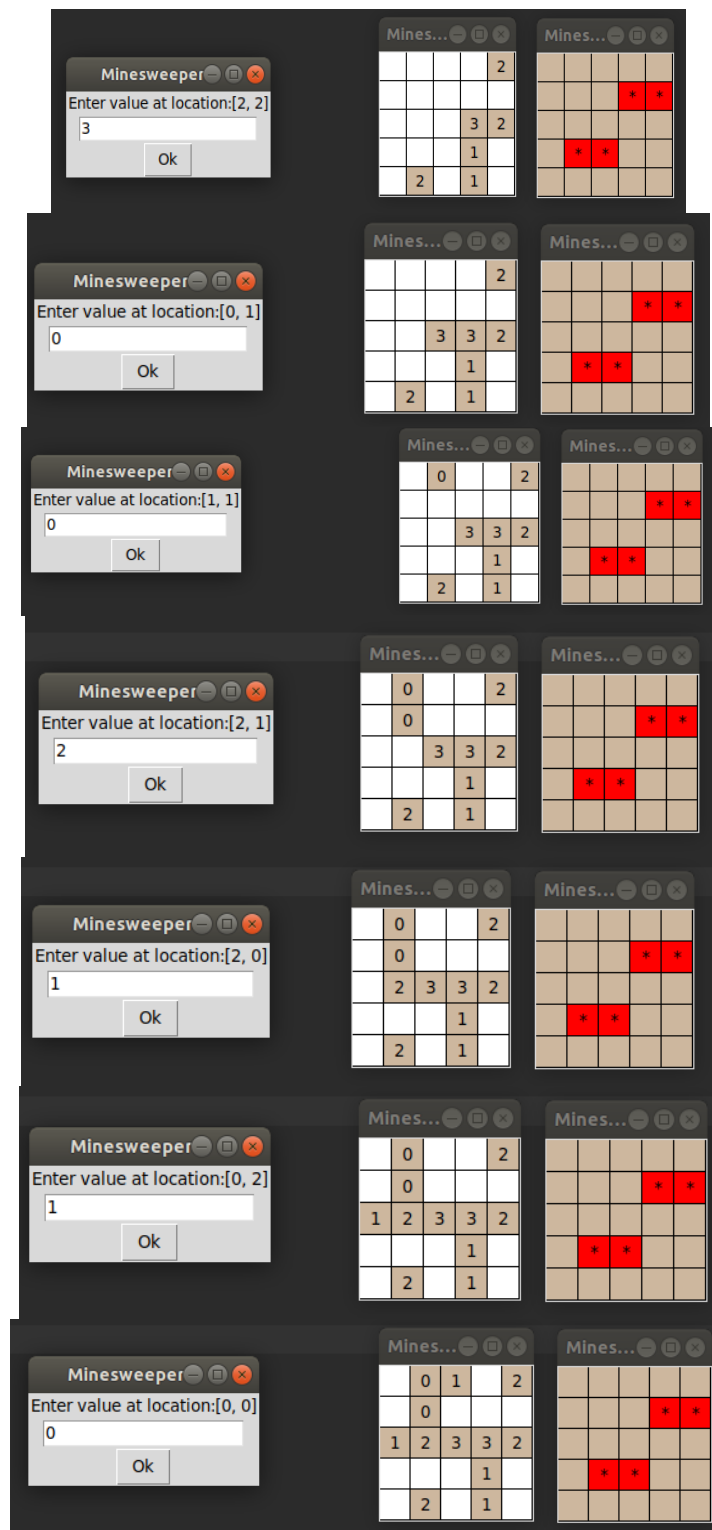 Mines...
Mines...
Minesweeper
Enter value at location:[2, 2]
3
Ok
2
3 2
1
2 1
* *
* *
Mines...
Mines...
Minesweeper
Enter value at location:[0, 1]
0
Ok
2
3 3 2
1
2 1
* *
* *
Mines...
Mines...
Minesweeper
Enter value at location:[1, 1]
0
Ok
0 2
3 3 2
1
2 1
* *
* *
Mines...
Mines...
Minesweeper
Enter value at location:[2, 1]
2
Ok
0 2
0
3 3 2
1
2 1
* *
* *
Mines...
Mines...
Minesweeper
Enter value at location:[2, 0]
1
Ok
0 2
0
2 3 3 2
1
2 1
* *
* *
Mines...
Mines...
Minesweeper
Enter value at location:[0, 2]
1
Ok
0 2
0
1 2 3 3 2
1
2 1
* *
* *
Mines...
Mines...
Minesweeper
Enter value at location:[0, 0]
0
Ok
0 1 2
0
1 2 3 3 2
1
2 1
* *
* *